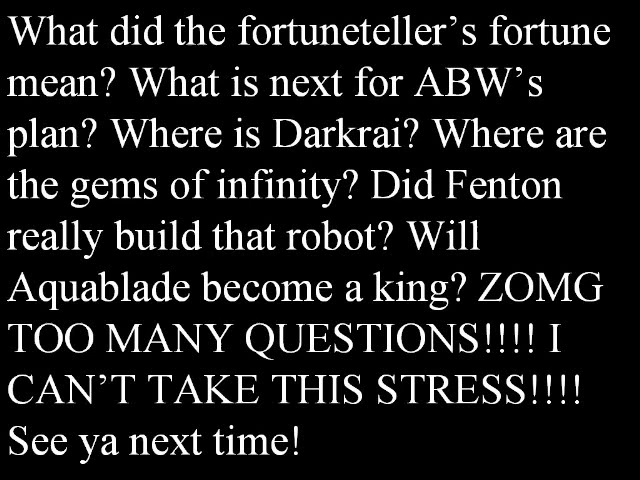 What did the fortuneteller’s fortune
mean? What is next for ABW’s
plan? Where is Darkrai? Where are
the gems of infinity? Did Fenton
really build that robot? Will
Aquablade become a king? ZOMG
TOO MANY QUESTIONS!!!! I
CAN’T TAKE THIS STRESS!!!!
See ya next time!